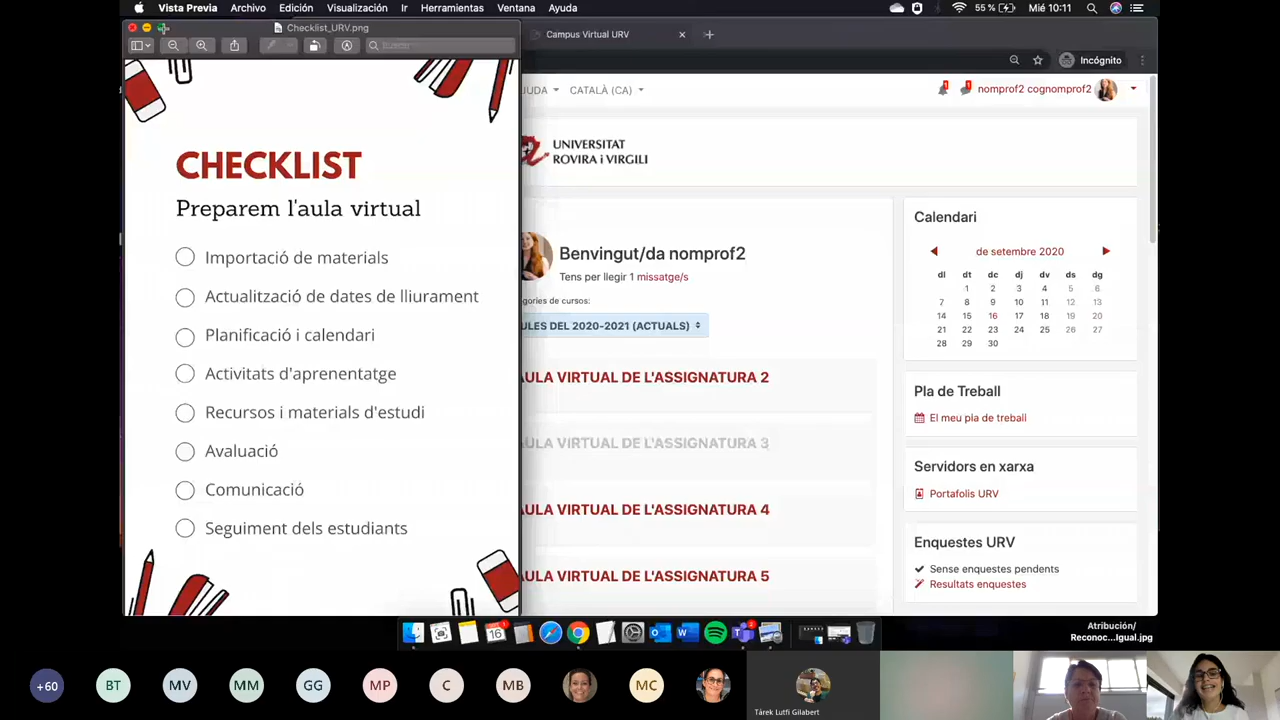 Vista Previa Archivo Edición Visualización Ir Herramientas Ventana Ayuda
55 % Mié 10:11
Checklist_URV.png
Buscar
CHECKLIST
Preparem l'aula virtual
Importació de materials
Actualització de dates de lliurament
Planificació i calendari
Activitats d'aprenentatge
Recursos i materials d'estudi
Avaluació
Comunicació
Seguiment dels estudiants
Campus Virtual URV
Incógnito
JUDA CATALÀ (CA)
nomprof2 cognomprof2
UNIVERSITAT
ROVIRA i VIRGILI
Benvingut/da nomprof2
Tens per llegir 1 missatge/s
egories de cursos:
ULES DEL 2020-2021 (ACTUALS)
AULA VIRTUAL DE L'ASSIGNATURA 2
AULA VIRTUAL DE L'ASSIGNATURA 3
AULA VIRTUAL DE L'ASSIGNATURA 4
AULA VIRTUAL DE L'ASSIGNATURA 5
Calendari
de setembre 2020
dl dt dc dj dv ds dg
1 2 3 4 5 6
7 8 9 10 11 12 13
14 15 16 17 18 19 20
21 22 23 24 25 26 27
28 29 30
Pla de Treball
El meu pla de treball
Servidors en xarxa
Portafolis URV
Enquestes URV
Sense enquestes pendents
Resultats enquestes
16
Atribución/
Reconoc...Igual.jpg
+60 BT MV MM GG MP C MB MC
Tárek Lutfi Gilabert